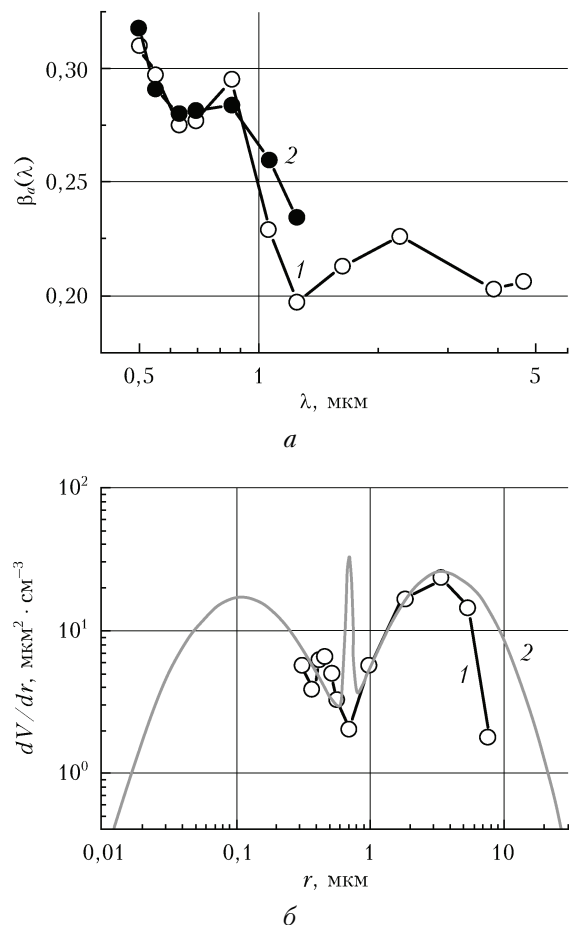 0,30
0,25
0,20
βa(λ)
2
1
0,5
1
5
λ, мкм
а
10²
10¹
10⁰
dV/dr, мкм² · см⁻³
1
2
0,01
0,1
1
10
r, мкм
б